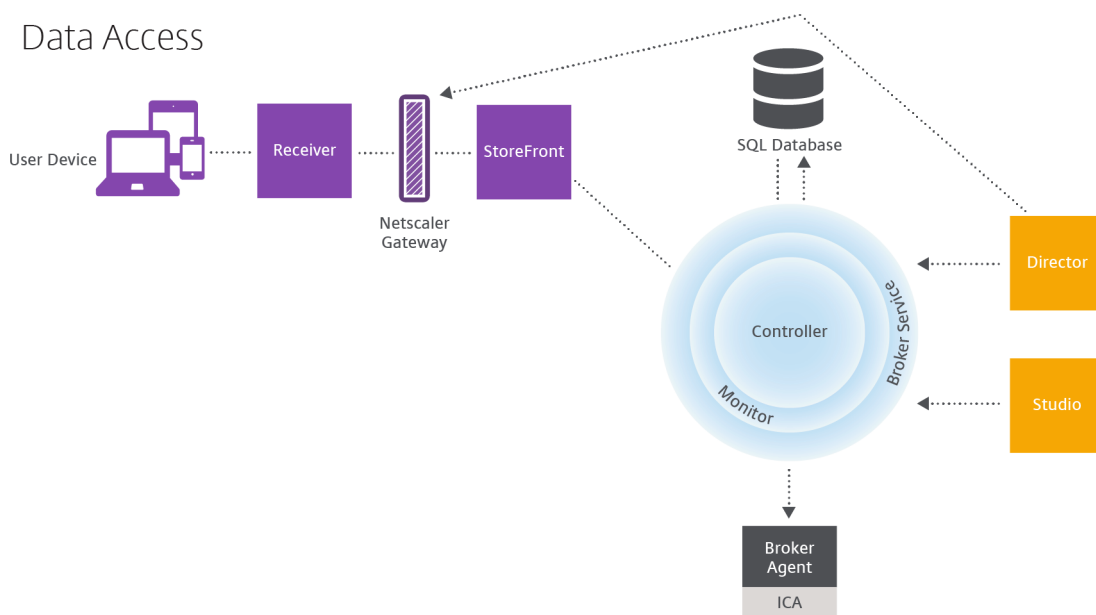 Data Access
User Device
Receiver
Netscaler
Gateway
StoreFront
SQL Database
Controller
Monitor
Broker Service
Director
Studio
Broker
Agent
ICA